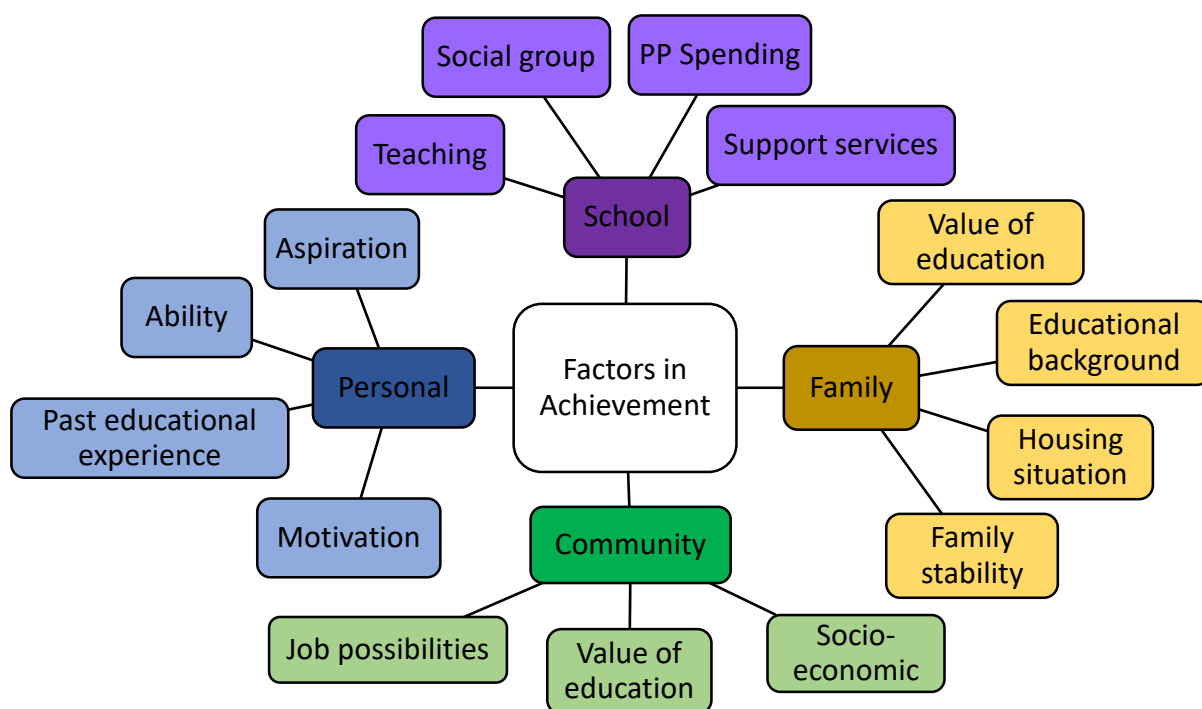 Social group
PP Spending
Teaching
Support services
School
Aspiration
Ability
Personal
Past educational
experience
Motivation
Factors in
Achievement
Value of
education
Educational
background
Family
Housing
situation
Family
stability
Community
Job possibilities
Value of
education
Socio-
economic